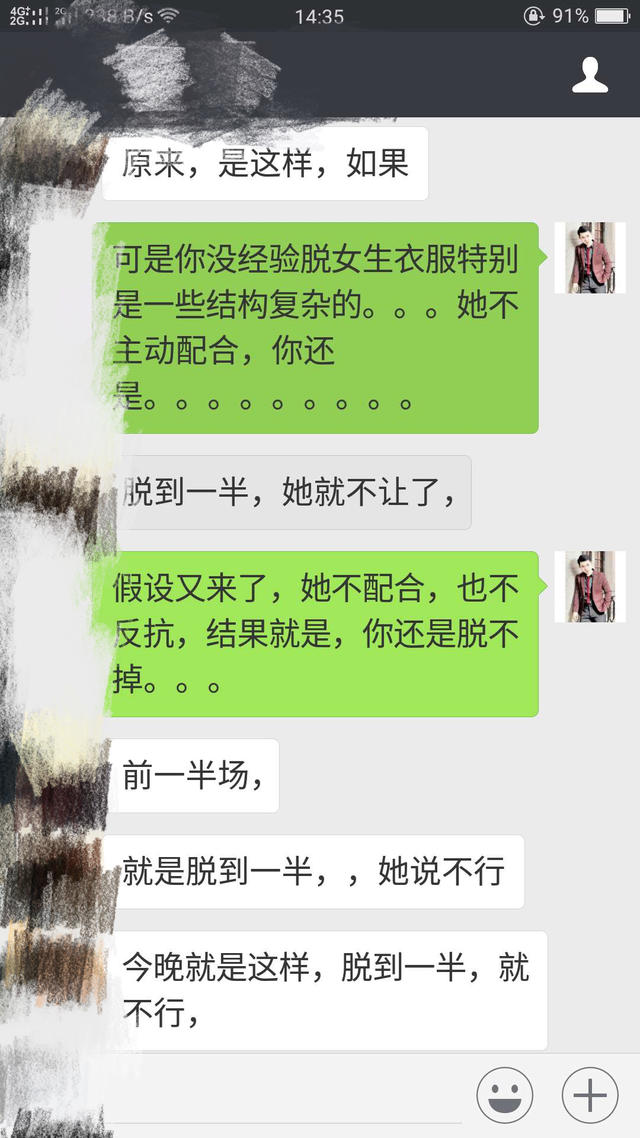 4G 2G
2G
238 B/s
14:35
91%
原来，是这样，如果
可是你没经验脱女生衣服特别
是一些结构复杂的。。。她不
主动配合，你还
是。。。。。。。。。
脱到一半，她就不让了，
假设又来了，她不配合，也不
反抗，结果就是，你还是脱不
掉。。。
前一半场，
就是脱到一半，，她说不行
今晚就是这样，脱到一半，就
不行，